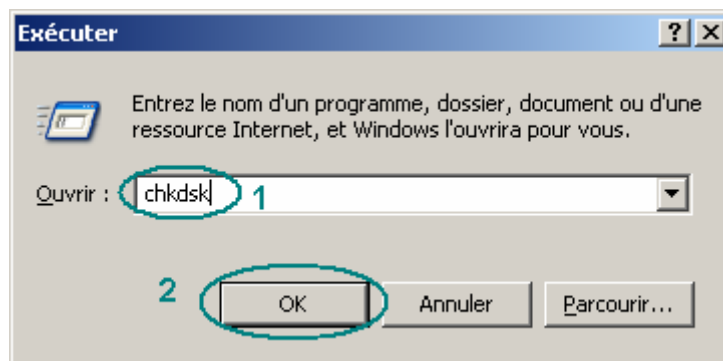 Exécuter
Entrez le nom d'un programme, dossier, document ou d'une
ressource Internet, et Windows l'ouvrira pour vous.
Ouvrir : chkdsk 1
2 OK Annuler Parcourir...